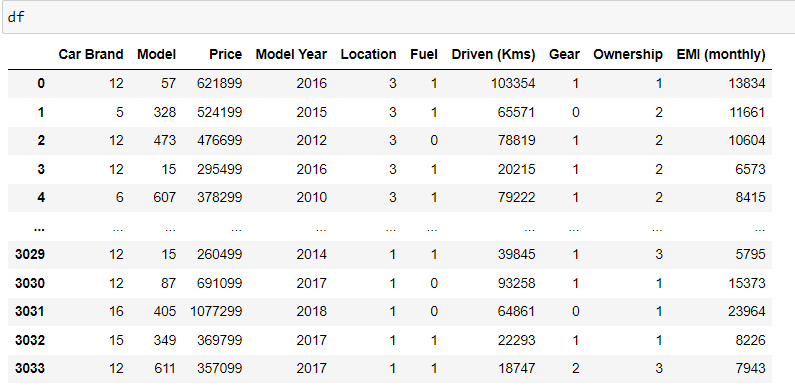 df
Car Brand Model Price Model Year Location Fuel Driven (Kms) Gear Ownership EMI (monthly)
0 12 57 621899 2016 3 1 103354 1 1 13834
1 5 328 524199 2015 3 1 65571 0 2 11661
2 12 473 476699 2012 3 0 78819 1 2 10604
3 12 15 295499 2016 3 1 20215 1 2 6573
4 6 607 378299 2010 3 1 79222 1 2 8415
... ... ... ... ... ... ... ... ... ... ...
3029 12 15 260499 2014 1 1 39845 1 3 5795
3030 12 87 691099 2017 1 0 93258 1 1 15373
3031 16 405 1077299 2018 1 0 64861 0 1 23964
3032 15 349 369799 2017 1 1 22293 1 1 8226
3033 12 611 357099 2017 1 1 18747 2 3 7943